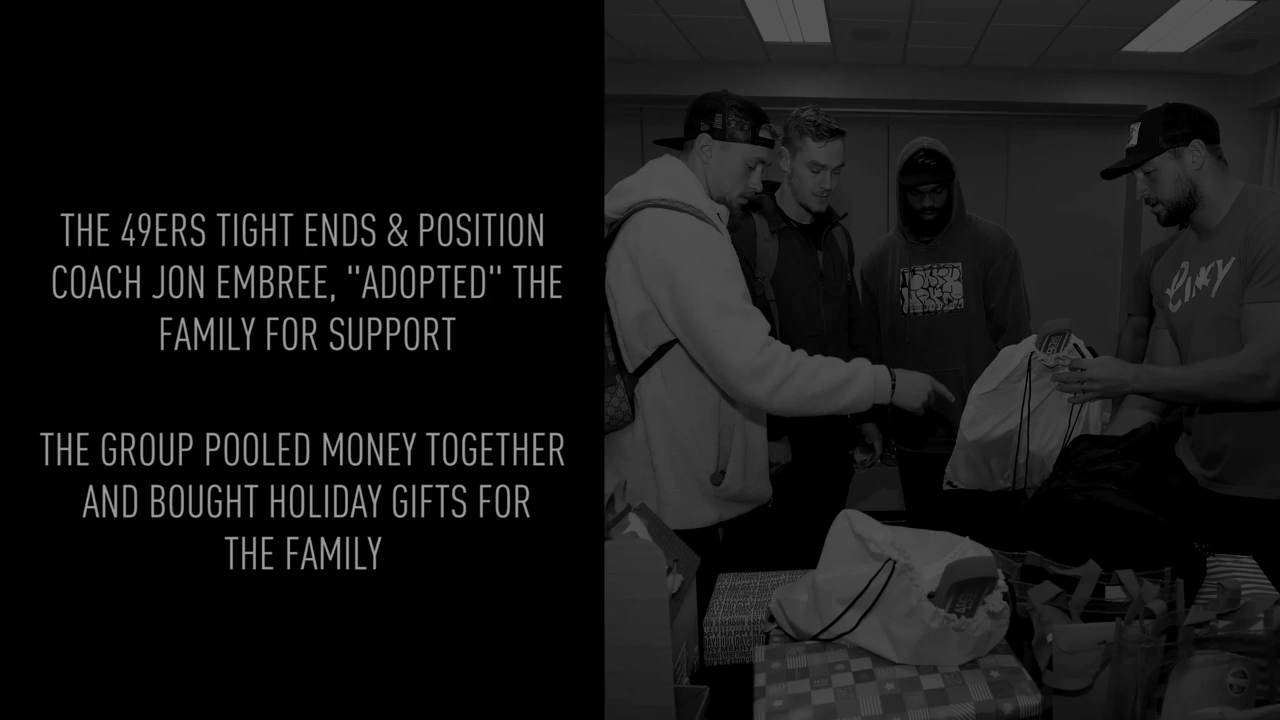 THE 49ERS TIGHT ENDS & POSITION
COACH JON EMBREE, "ADOPTED" THE
FAMILY FOR SUPPORT
THE GROUP POOLED MONEY TOGETHER
AND BOUGHT HOLIDAY GIFTS FOR
THE FAMILY